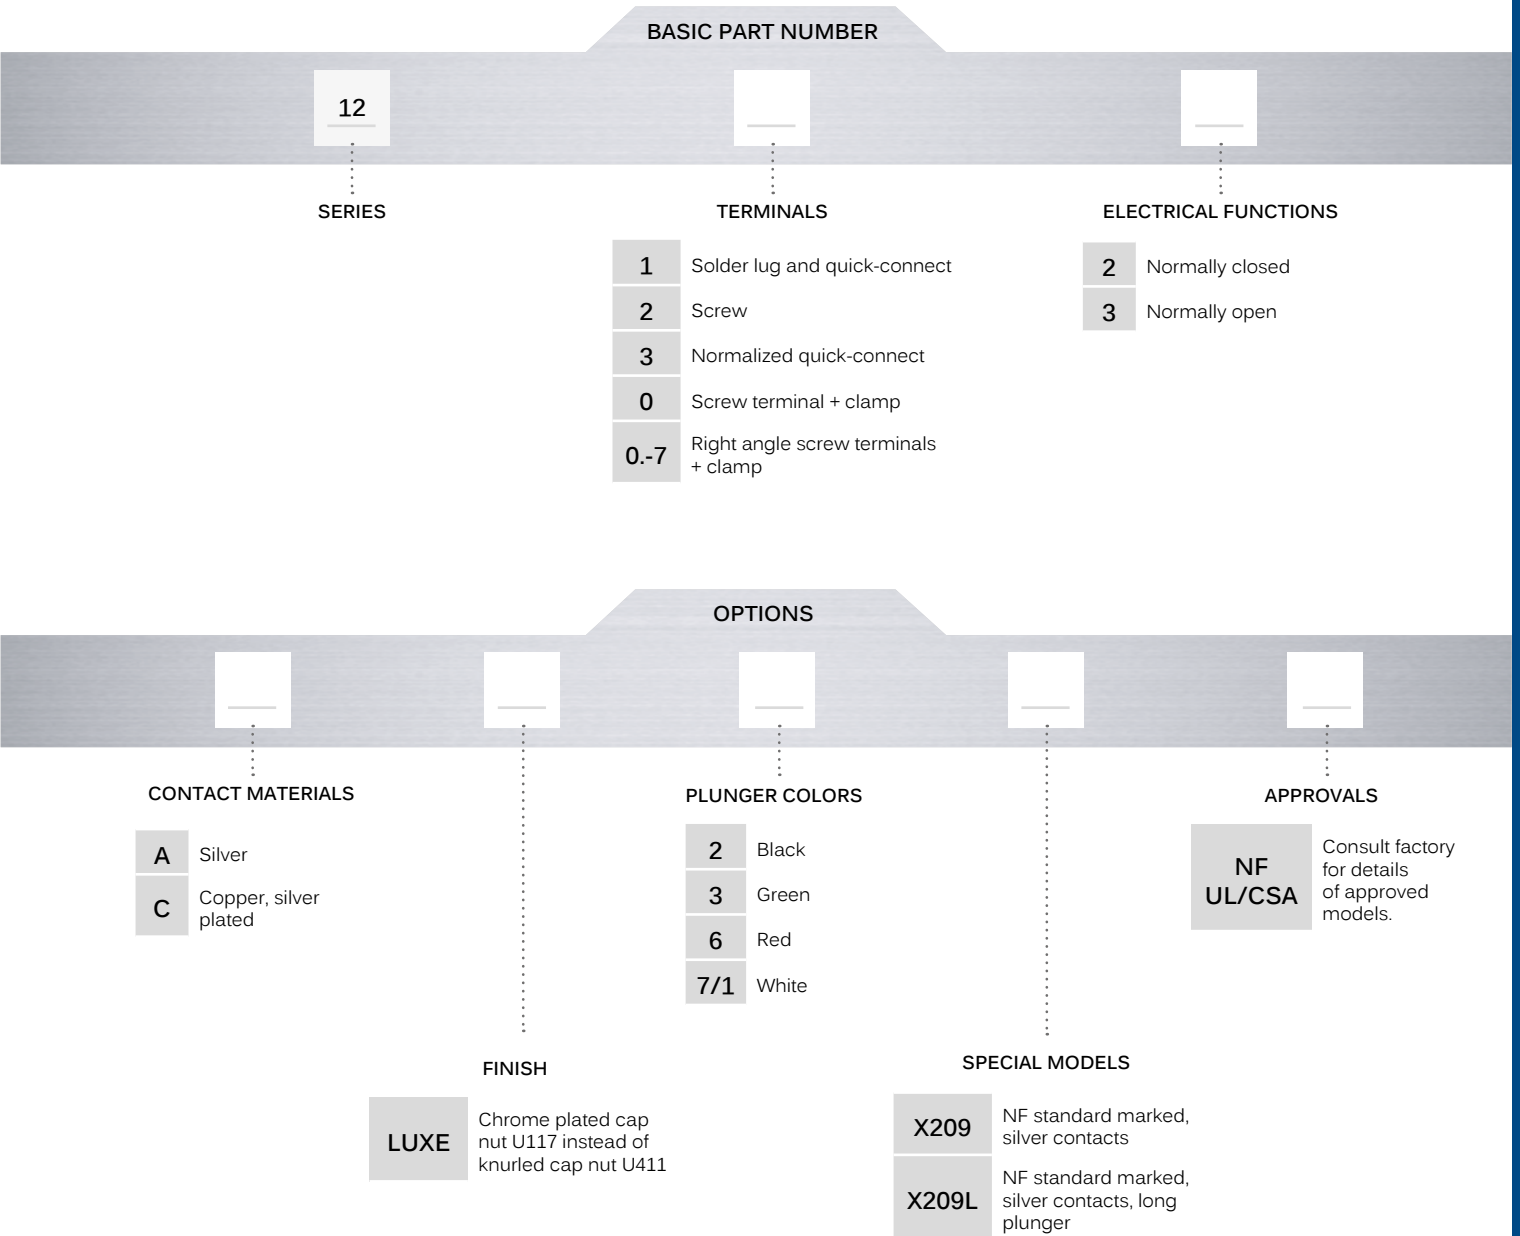 BASIC PART NUMBER
12
SERIES
TERMINALS
ELECTRICAL FUNCTIONS
1 Solder lug and quick-connect
2 Screw
3 Normalized quick-connect
0 Screw terminal + clamp
0.-7 Right angle screw terminals
+ clamp
2 Normally closed
3 Normally open
OPTIONS
CONTACT MATERIALS
A Silver
C Copper, silver
plated
FINISH
LUXE Chrome plated cap
nut U117 instead of
knurled cap nut U411
PLUNGER COLORS
2 Black
3 Green
6 Red
7/1 White
SPECIAL MODELS
X209 NF standard marked,
silver contacts
X209L NF standard marked,
silver contacts, long
plunger
APPROVALS
NF
UL/CSA
Consult factory
for details
of approved
models.